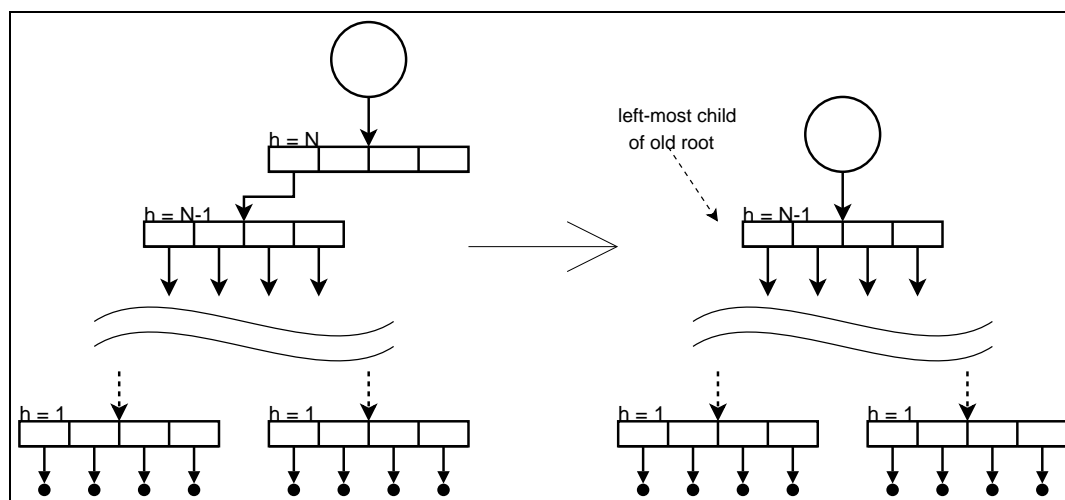 h = N
h = N-1
h = 1
h = 1
left-most child
of old root
h = N-1
h = 1
h = 1